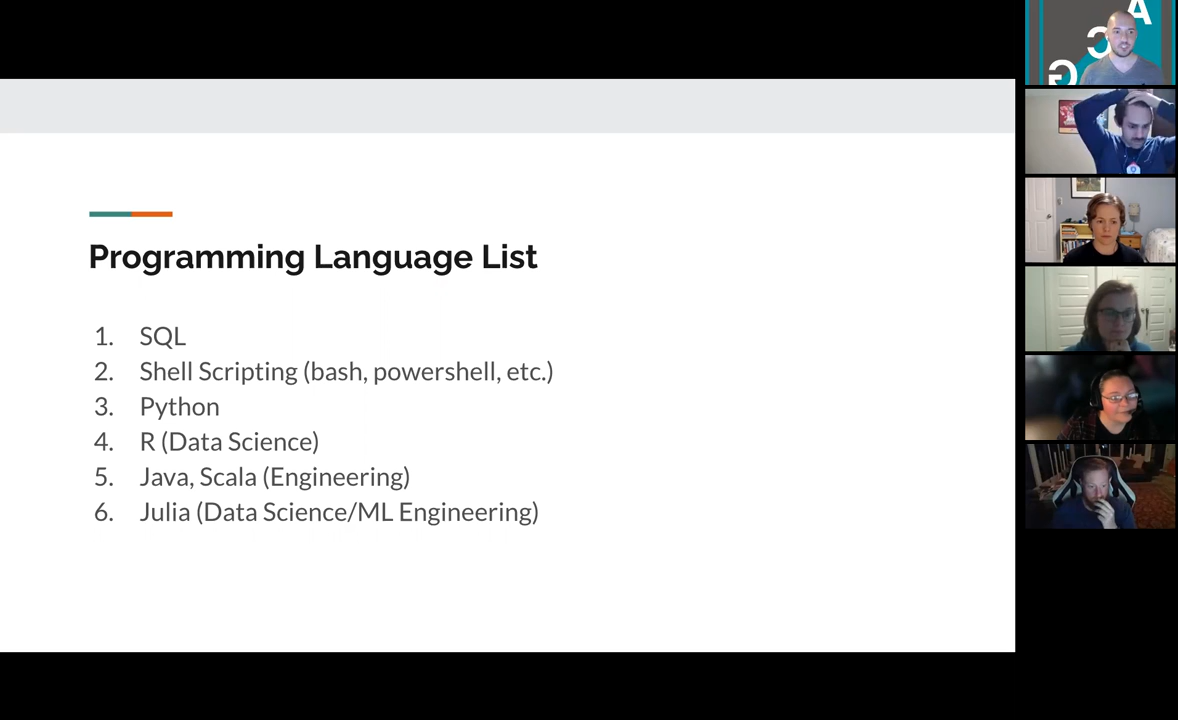 Programming Language List
1. SQL
2. Shell Scripting (bash, powershell, etc.)
3. Python
4. R (Data Science)
5. Java, Scala (Engineering)
6. Julia (Data Science/ML Engineering)
A
C
G